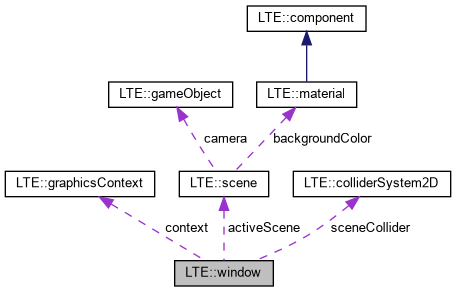 LTE::component
LTE::gameObject
LTE::material
camera
backgroundColor
LTE::graphicsContext
LTE::scene
LTE::colliderSystem2D
context
activeScene
sceneCollider
LTE::window